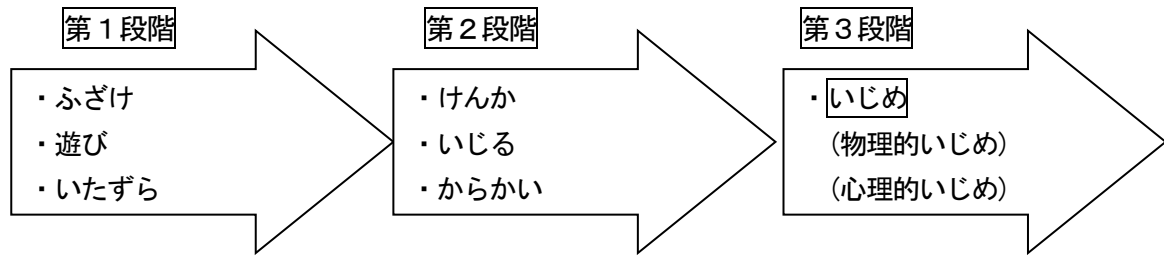 第１段階
・ふざけ
・遊び
・いたずら
第２段階
・けんか
・いじる
・からかい
第３段階
・いじめ
（物理的いじめ）
（心理的いじめ）